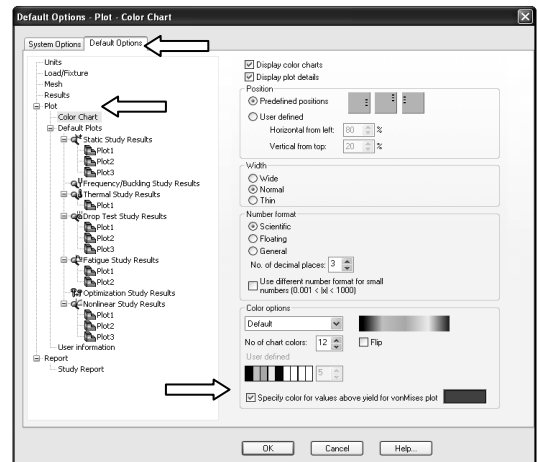 Default Options - Plot - Color Chart
System Options Default Options
Units
Load/Fixture
Mesh
Results
Plot
Color Chart
Default Plots
Static Study Results
Plot1
Plot2
Plot3
Frequency/Buckling Study Results
Thermal Study Results
Plot1
Drop Test Study Results
Plot1
Plot2
Plot3
Fatigue Study Results
Plot1
Plot2
Optimization Study Results
Nonlinear Study Results
Plot1
Plot2
Plot3
User information
Report
Study Report
Display color charts
Display plot details
Position
Predefined positions
User defined
Horizontal from left: 80 %
Vertical from top: 20 %
Width
Wide
Normal
Thin
Number format
Scientific
Floating
General
No. of decimal places: 3
Use different number format for small
numbers (0.001 < |x| < 1000)
Color options
Default
No of chart colors: 12 Flip
User defined
5
Specify color for values above yield for vonMises plot
OK Cancel Help...